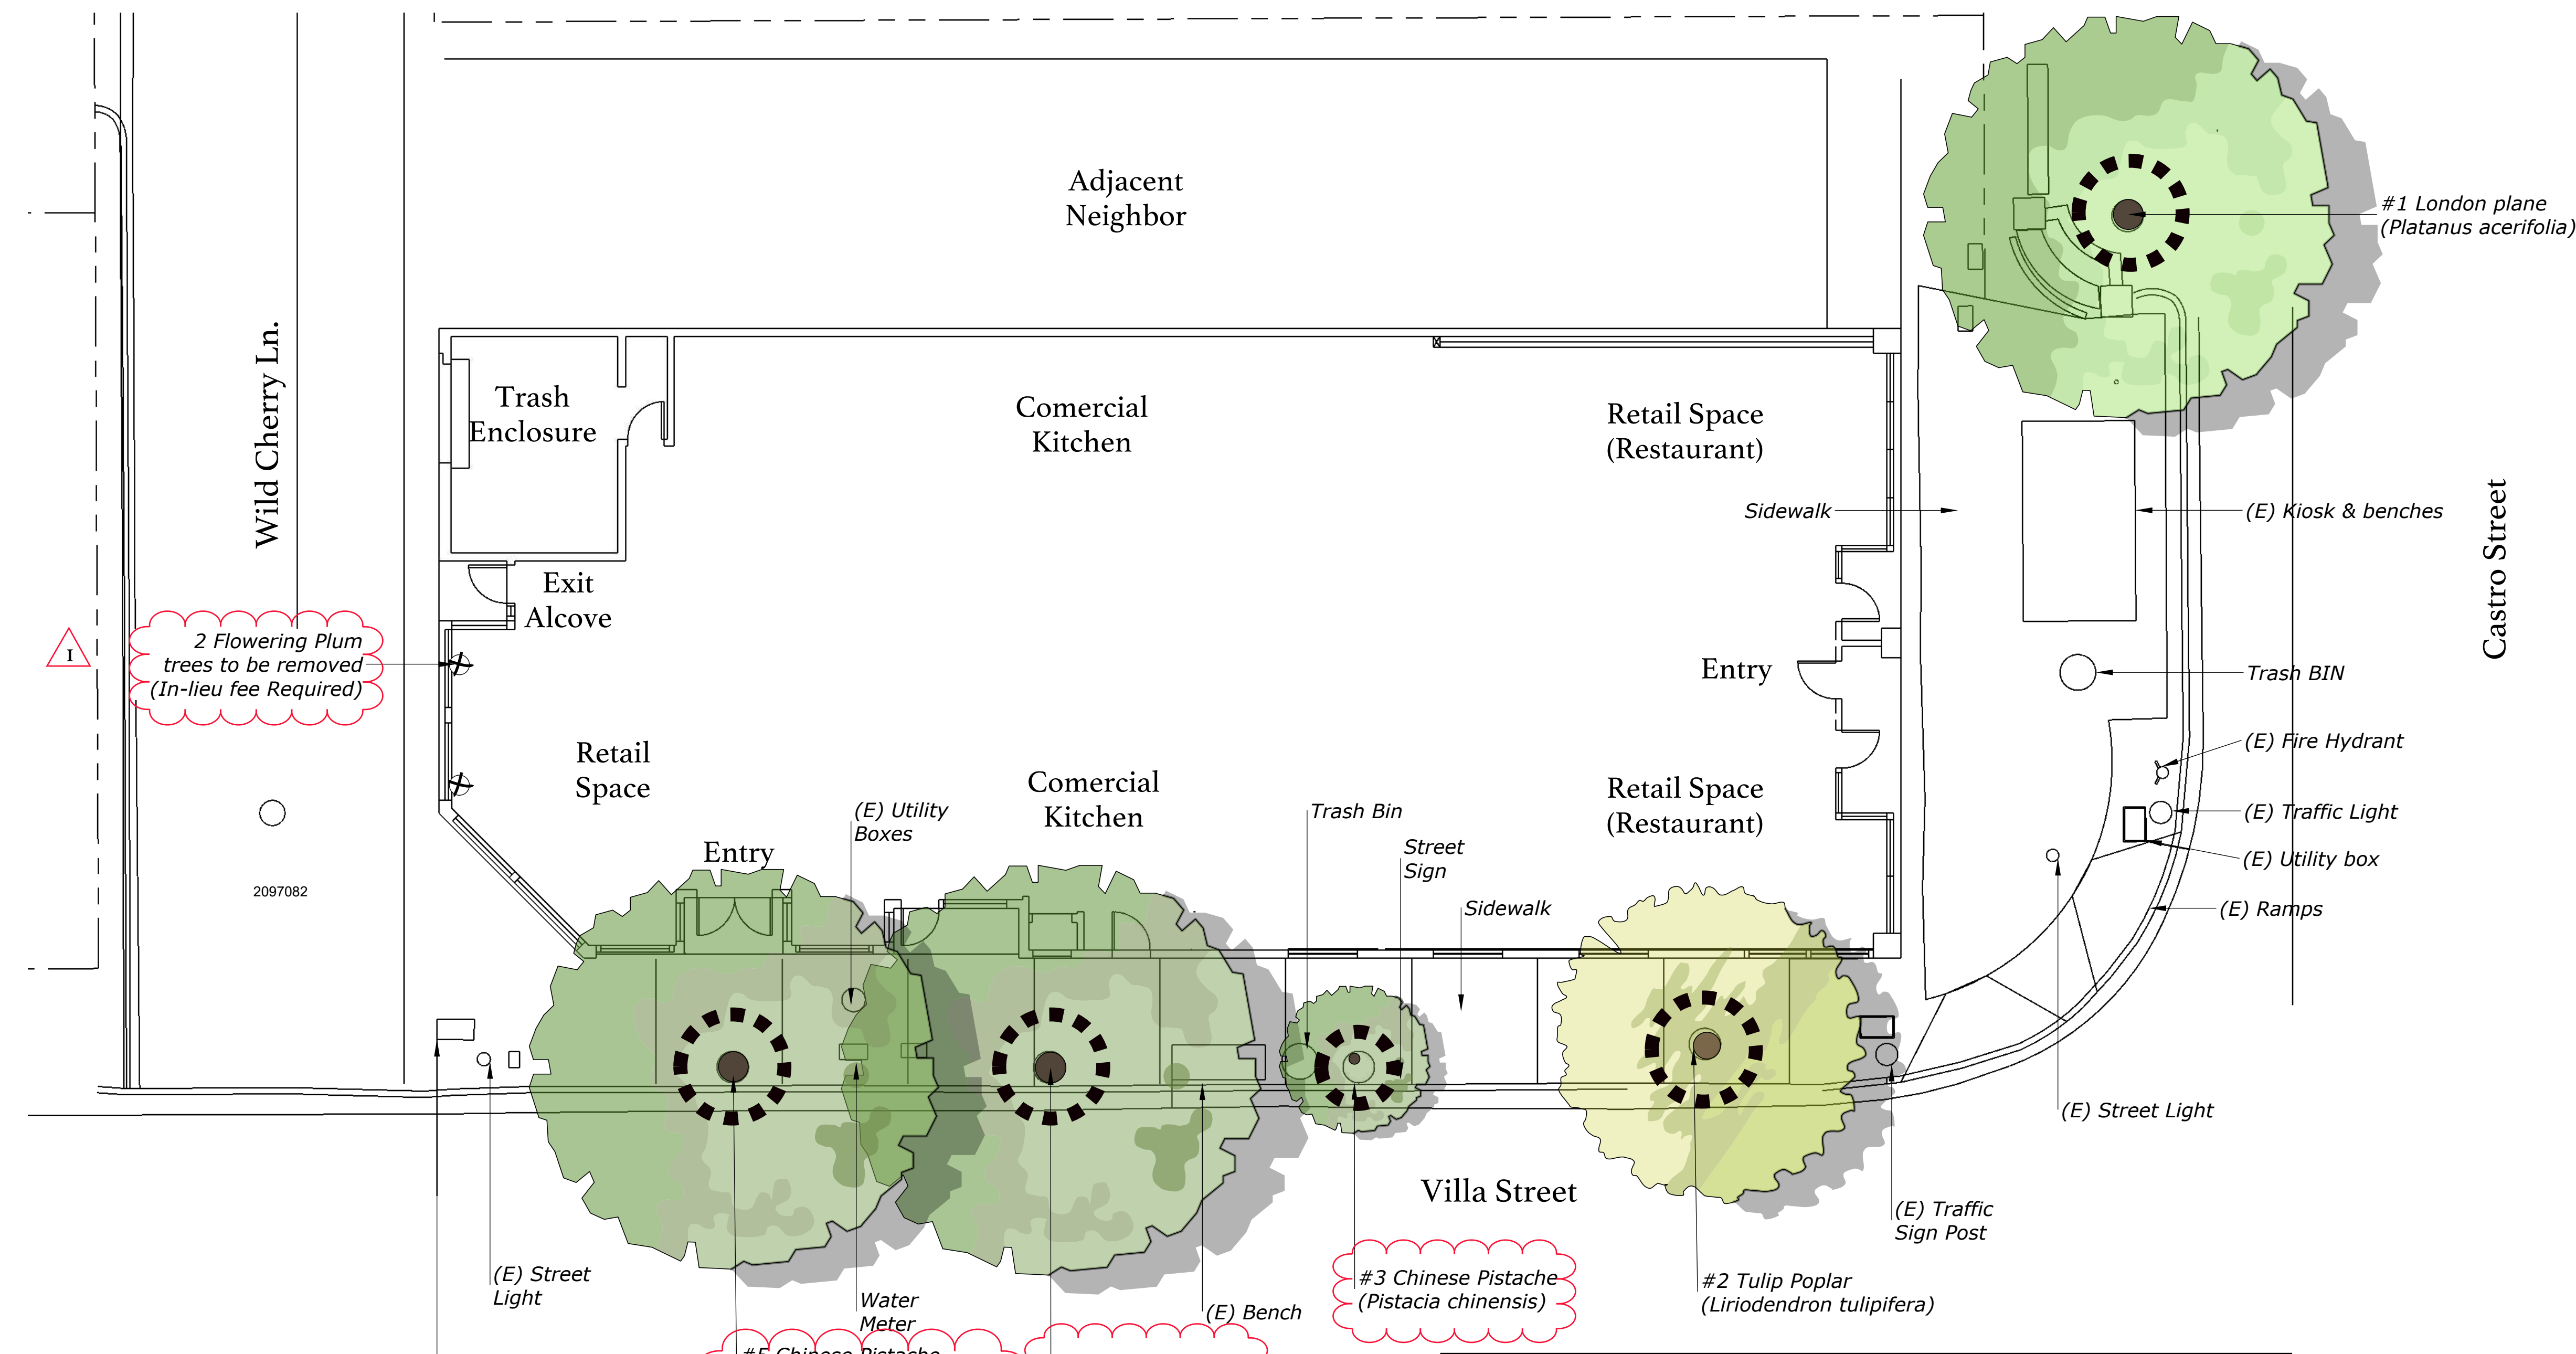 Adjacent
Neighbor
#1 London plane
(Platanus acerifolia)
Wild Cherry Ln.
Trash
Enclosure
Comercial
Kitchen
Retail Space
(Restaurant)
Sidewalk
(E) Kiosk & benches
Castro Street
Exit
Alcove
I
2 Flowering Plum
trees to be removed
(In-lieu fee Required)
Entry
Trash BIN
(E) Fire Hydrant
Retail
Space
Comercial
Kitchen
Retail Space
(Restaurant)
(E) Utility
Boxes
Trash Bin
(E) Traffic Light
Street
Sign
Entry
(E) Utility box
2097082
Sidewalk
(E) Ramps
(E) Street Light
Villa Street
(E) Traffic
Sign Post
(E) Street
Light
Water
Meter
(E) Bench
#3 Chinese Pistache
(Pistacia chinensis)
#2 Tulip Poplar
(Liriodendron tulipifera)
#5 Chinese Pistache